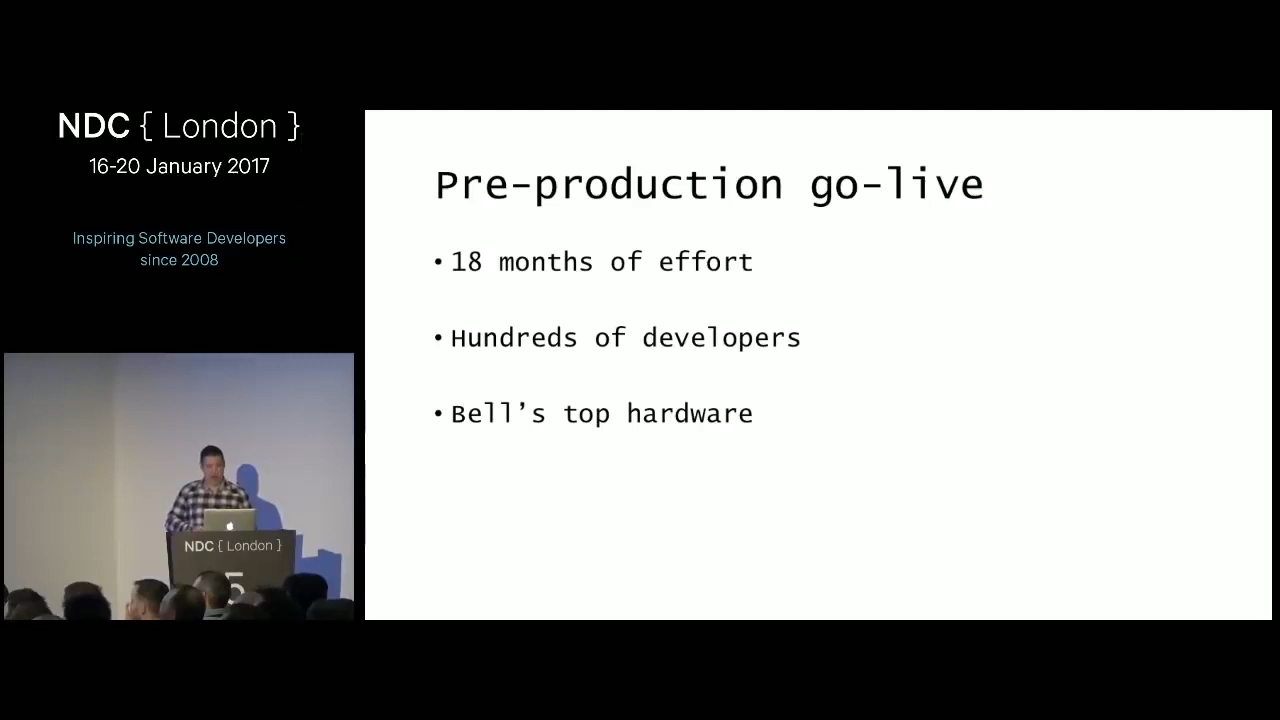 NDC { London }
16-20 January 2017
Inspiring Software Developers
since 2008
Pre-production go-live
• 18 months of effort
• Hundreds of developers
• Bell’s top hardware
NDC { London }
5